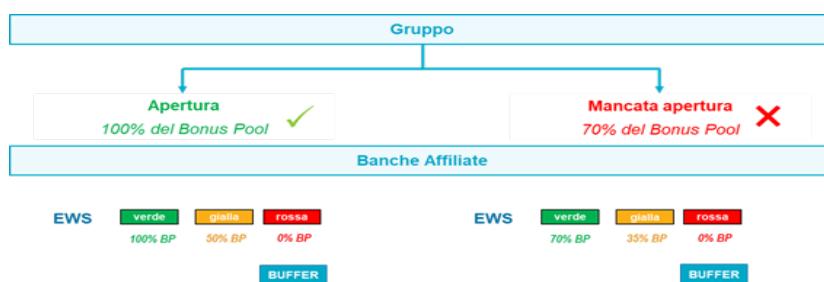 Gruppo
Apertura
100% del Bonus Pool
Mancata apertura
70% del Bonus Pool
Banche Affiliate
EWS verde gialla rossa
100% BP 50% BP 0% BP
BUFFER
EWS verde gialla rossa
70% BP 35% BP 0% BP
BUFFER